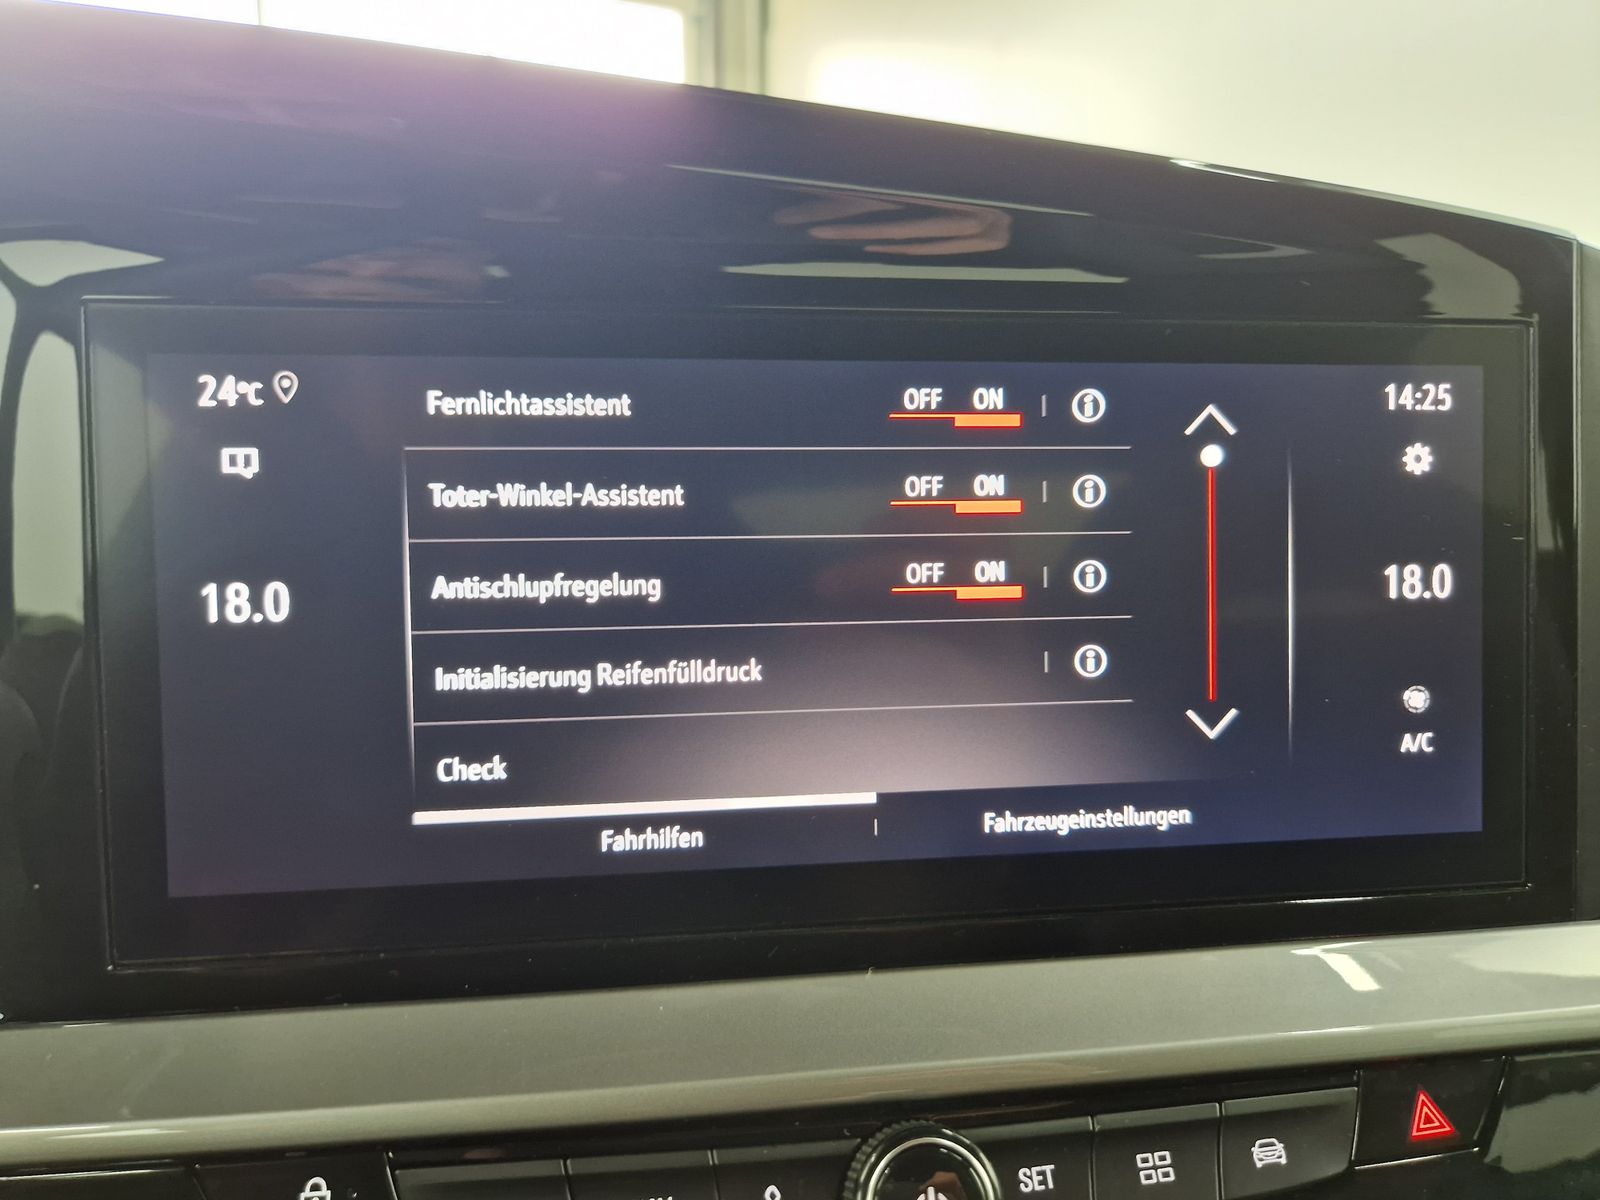 24°C
Fernlichtassistent OFF ON
14:25
Toter-Winkel-Assistent OFF ON
18.0
Antischlupfregelung OFF ON
18.0
Initialisierung Reifenfülldruck
A/C
Check
Fahrhilfen
Fahrzeugeinstellungen
SET